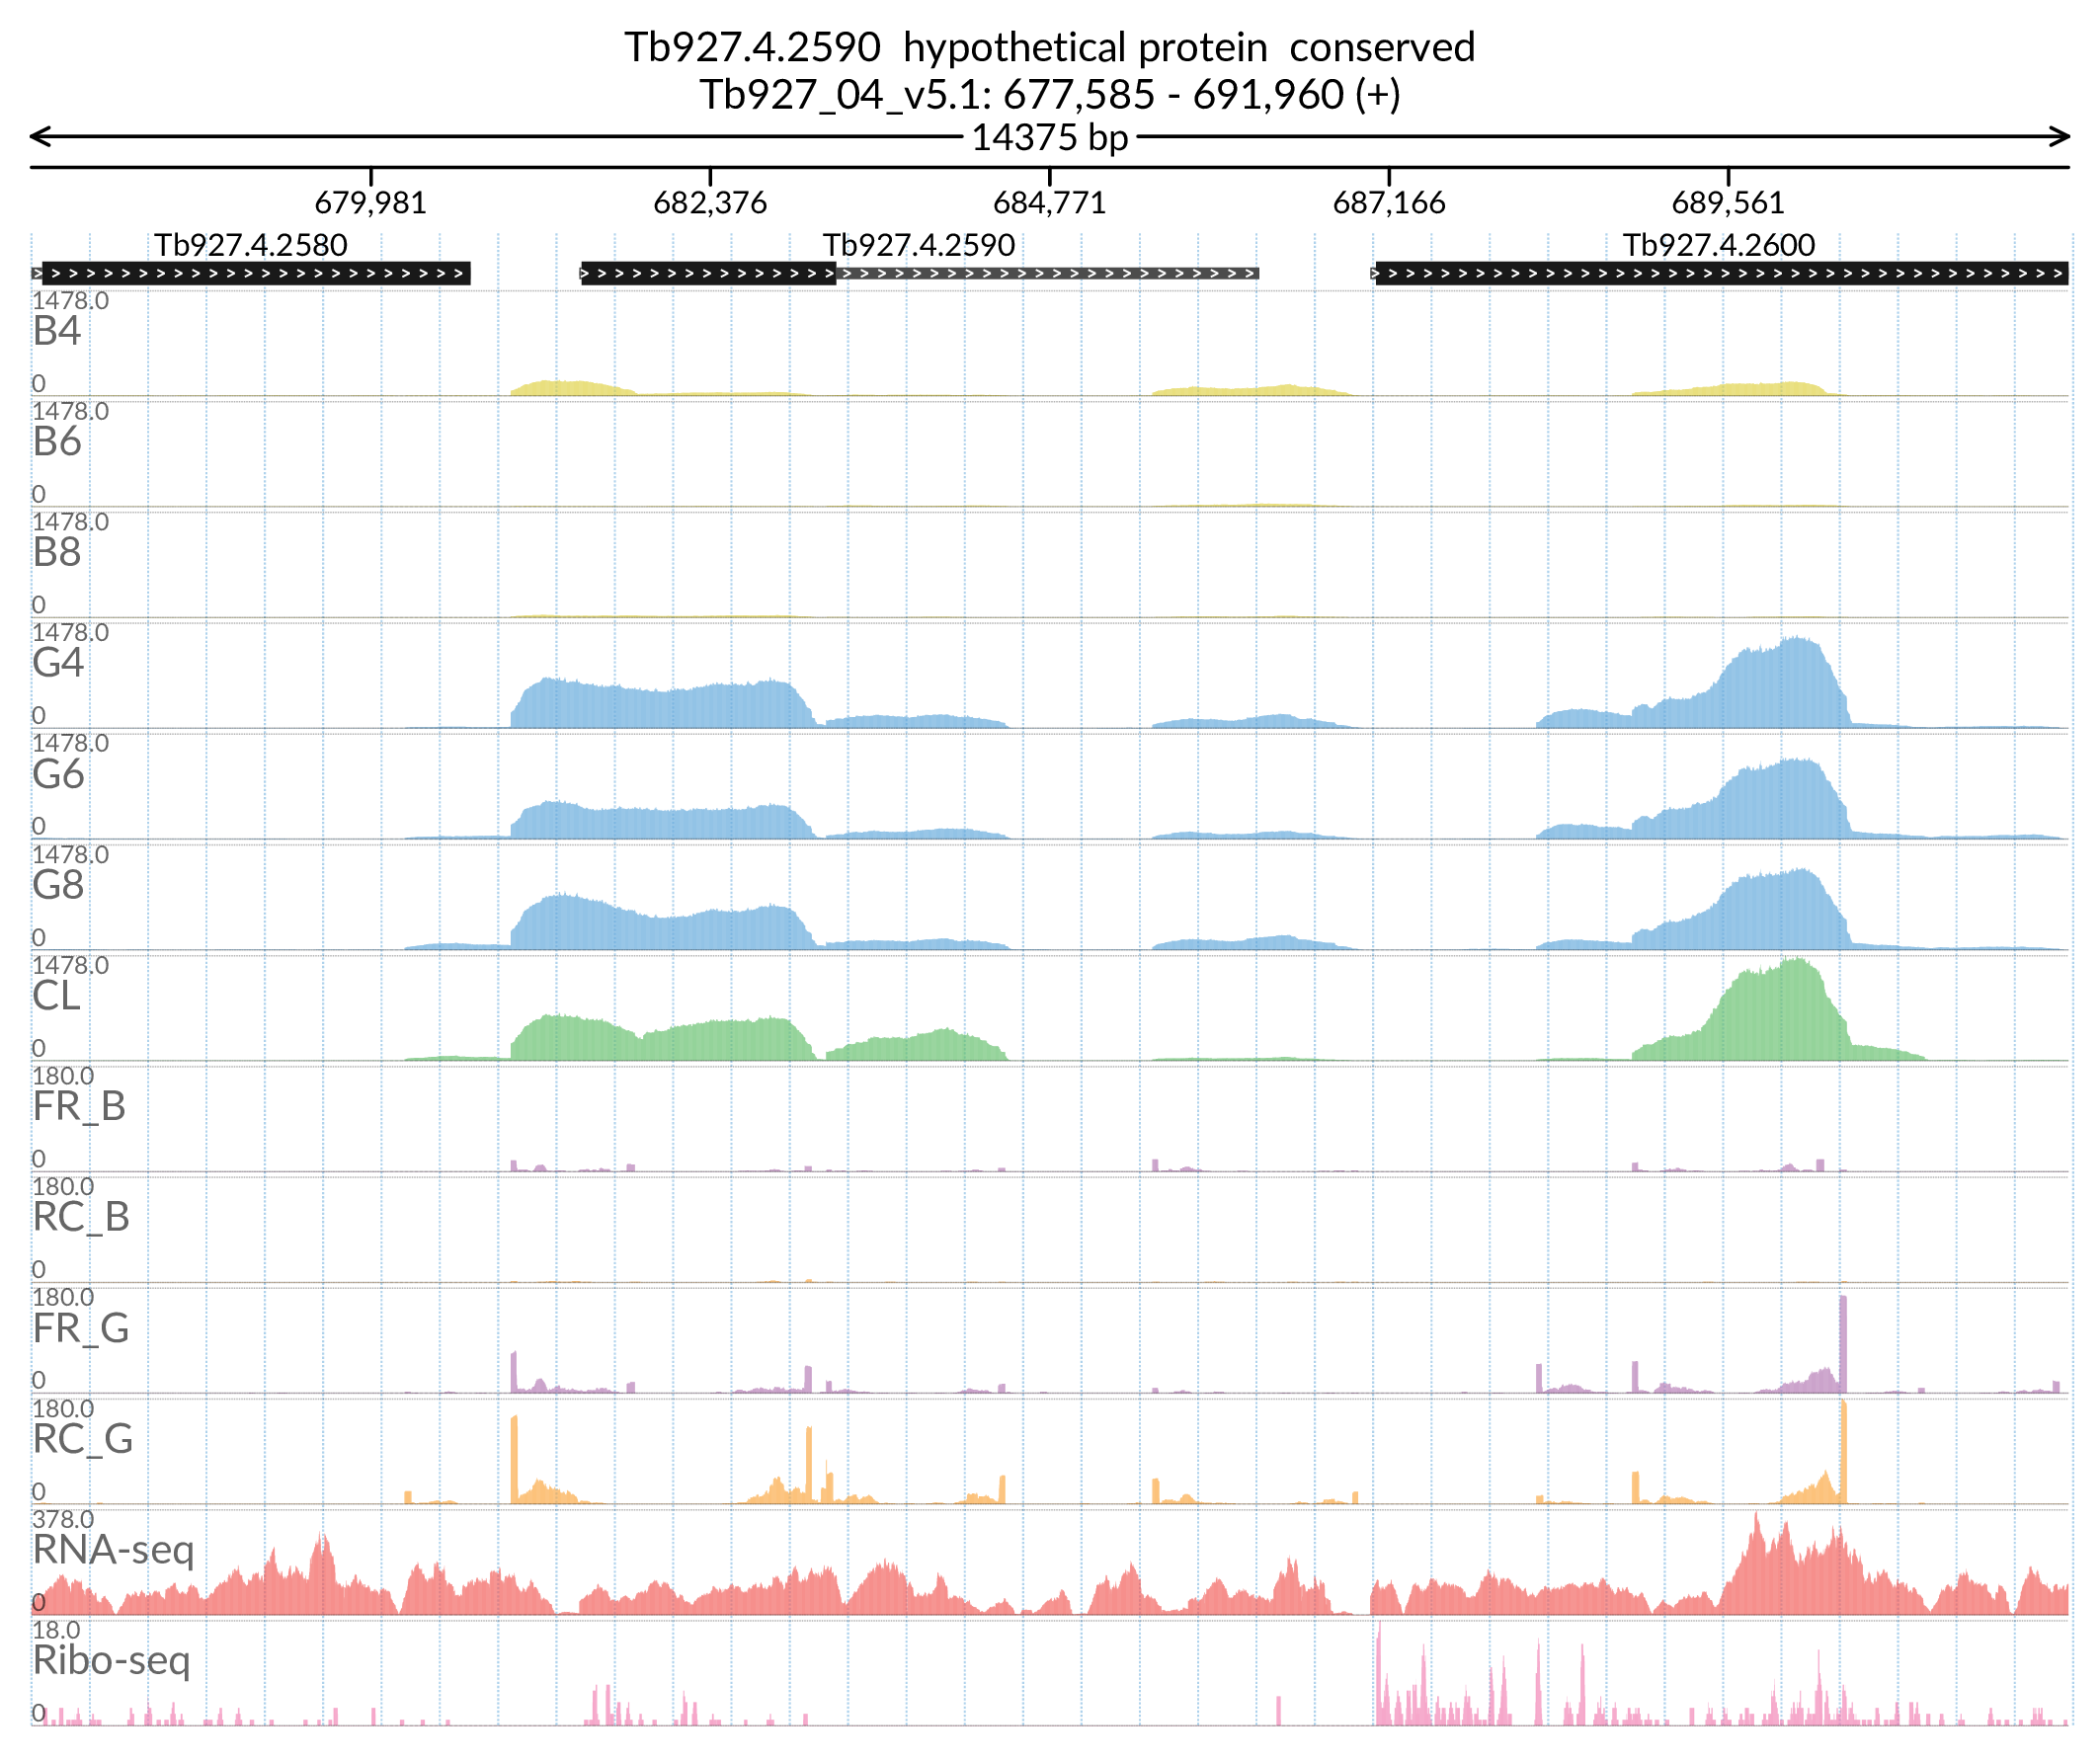 Tb927.4.2590 hypothetical protein conserved
Tb927_04_v5.1: 677,585 - 691,960 (+)
14375 bp
679,981 682,376 684,771 687,166 689,561
Tb927.4.2580 Tb927.4.2590 Tb927.4.2600
1478.0
B4
0
1478.0
B6
0
1478.0
B8
0
1478.0
G4
0
1478.0
G6
0
1478.0
G8
0
1478.0
CL
0
180.0
FR_B
0
180.0
RC_B
0
180.0
FR_G
0
180.0
RC_G
0
378.0
RNA-seq
0
18.0
Ribo-seq
0